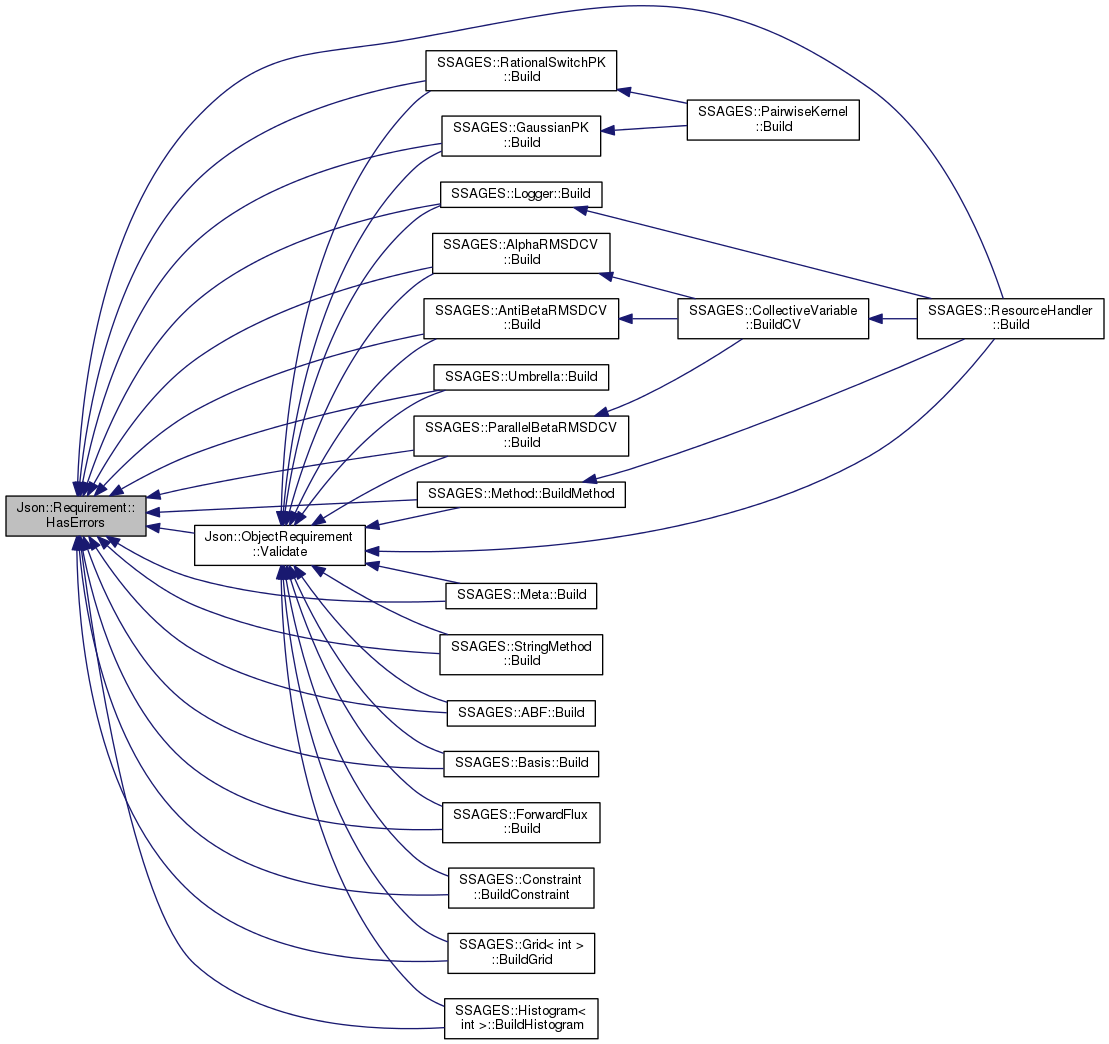 SSAGES::RationalSwitchPK
::Build
SSAGES::PairwiseKernel
::Build
SSAGES::GaussianPK
::Build
SSAGES::Logger::Build
SSAGES::AlphaRMSDCV
::Build
SSAGES::AntiBetaRMSDCV
::Build
SSAGES::CollectiveVariable
::BuildCV
SSAGES::ResourceHandler
::Build
SSAGES::Umbrella::Build
SSAGES::ParallelBetaRMSDCV
::Build
SSAGES::Method::BuildMethod
Json::Requirement::
HasErrors
Json::ObjectRequirement
::Validate
SSAGES::Meta::Build
SSAGES::StringMethod
::Build
SSAGES::ABF::Build
SSAGES::Basis::Build
SSAGES::ForwardFlux
::Build
SSAGES::Constraint
::BuildConstraint
SSAGES::Grid< int >
::BuildGrid
SSAGES::Histogram<
int >::BuildHistogram